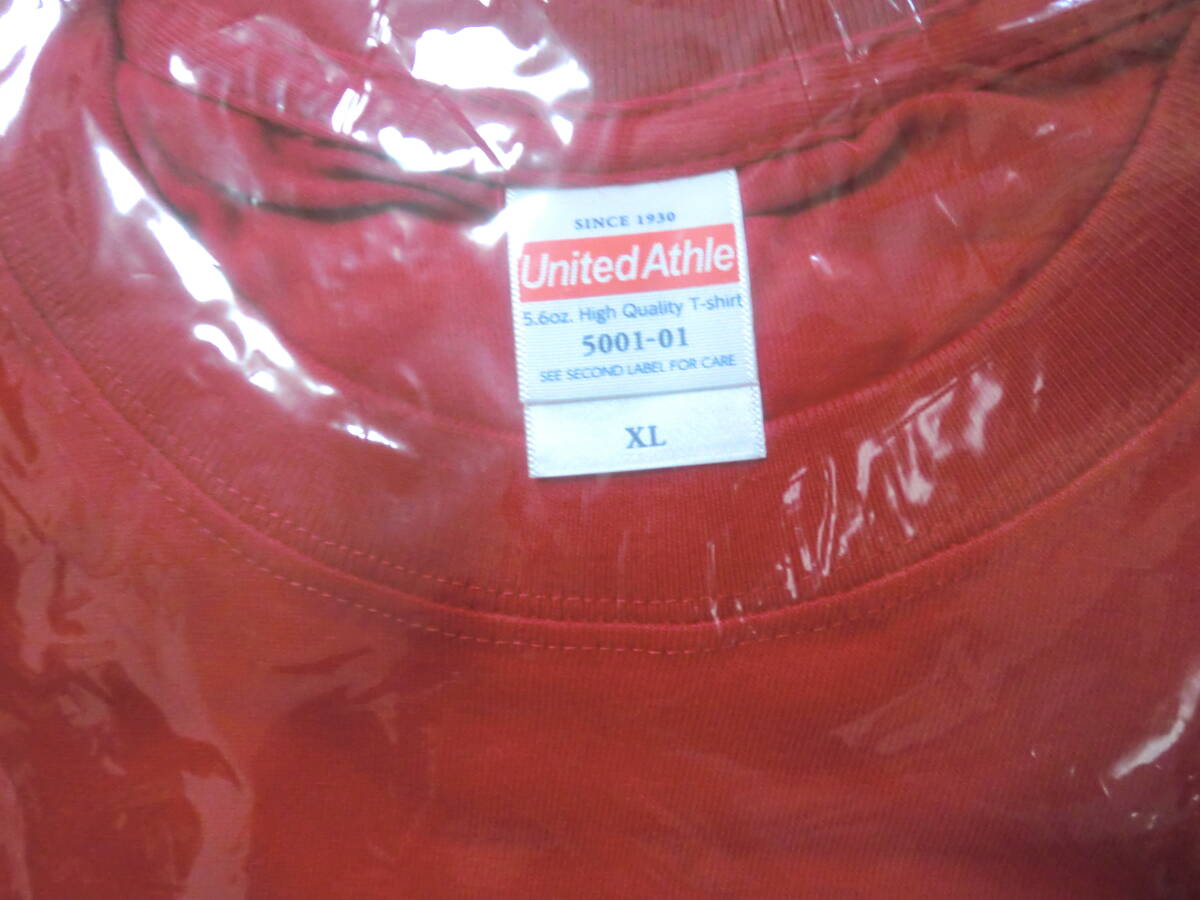 SINCE 1930
United Athle
5.6oz. High Quality T-shirt
5001-01
SEE SECOND LABEL FOR CARE
XL